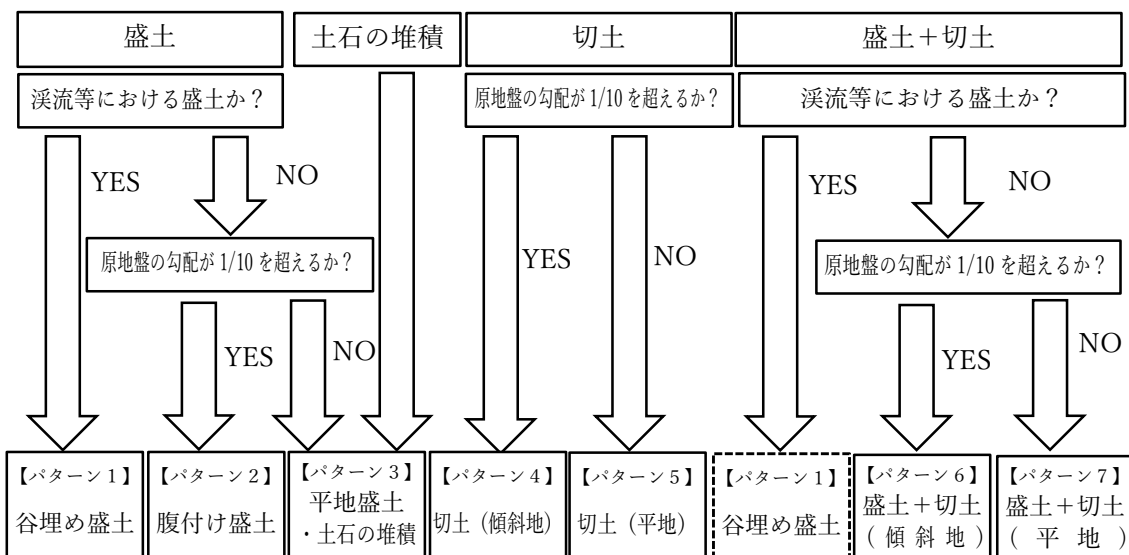 盛土
土石の堆積
切土
盛土＋切土
渓流等における盛土か？
原地盤の勾配が 1/10 を超えるか？
渓流等における盛土か？
YES
NO
YES
NO
YES
NO
原地盤の勾配が 1/10 を超えるか？
原地盤の勾配が 1/10 を超えるか？
YES
NO
YES
NO
【パターン１】
谷埋め盛土
【パターン２】
腹付け盛土
【パターン３】
平地盛土
・土石の堆積
【パターン４】
切土（傾斜地）
【パターン５】
切土（平地）
【パターン１】
谷埋め盛土
【パターン６】
盛土＋切土
（傾斜地）
【パターン７】
盛土＋切土
（平地）